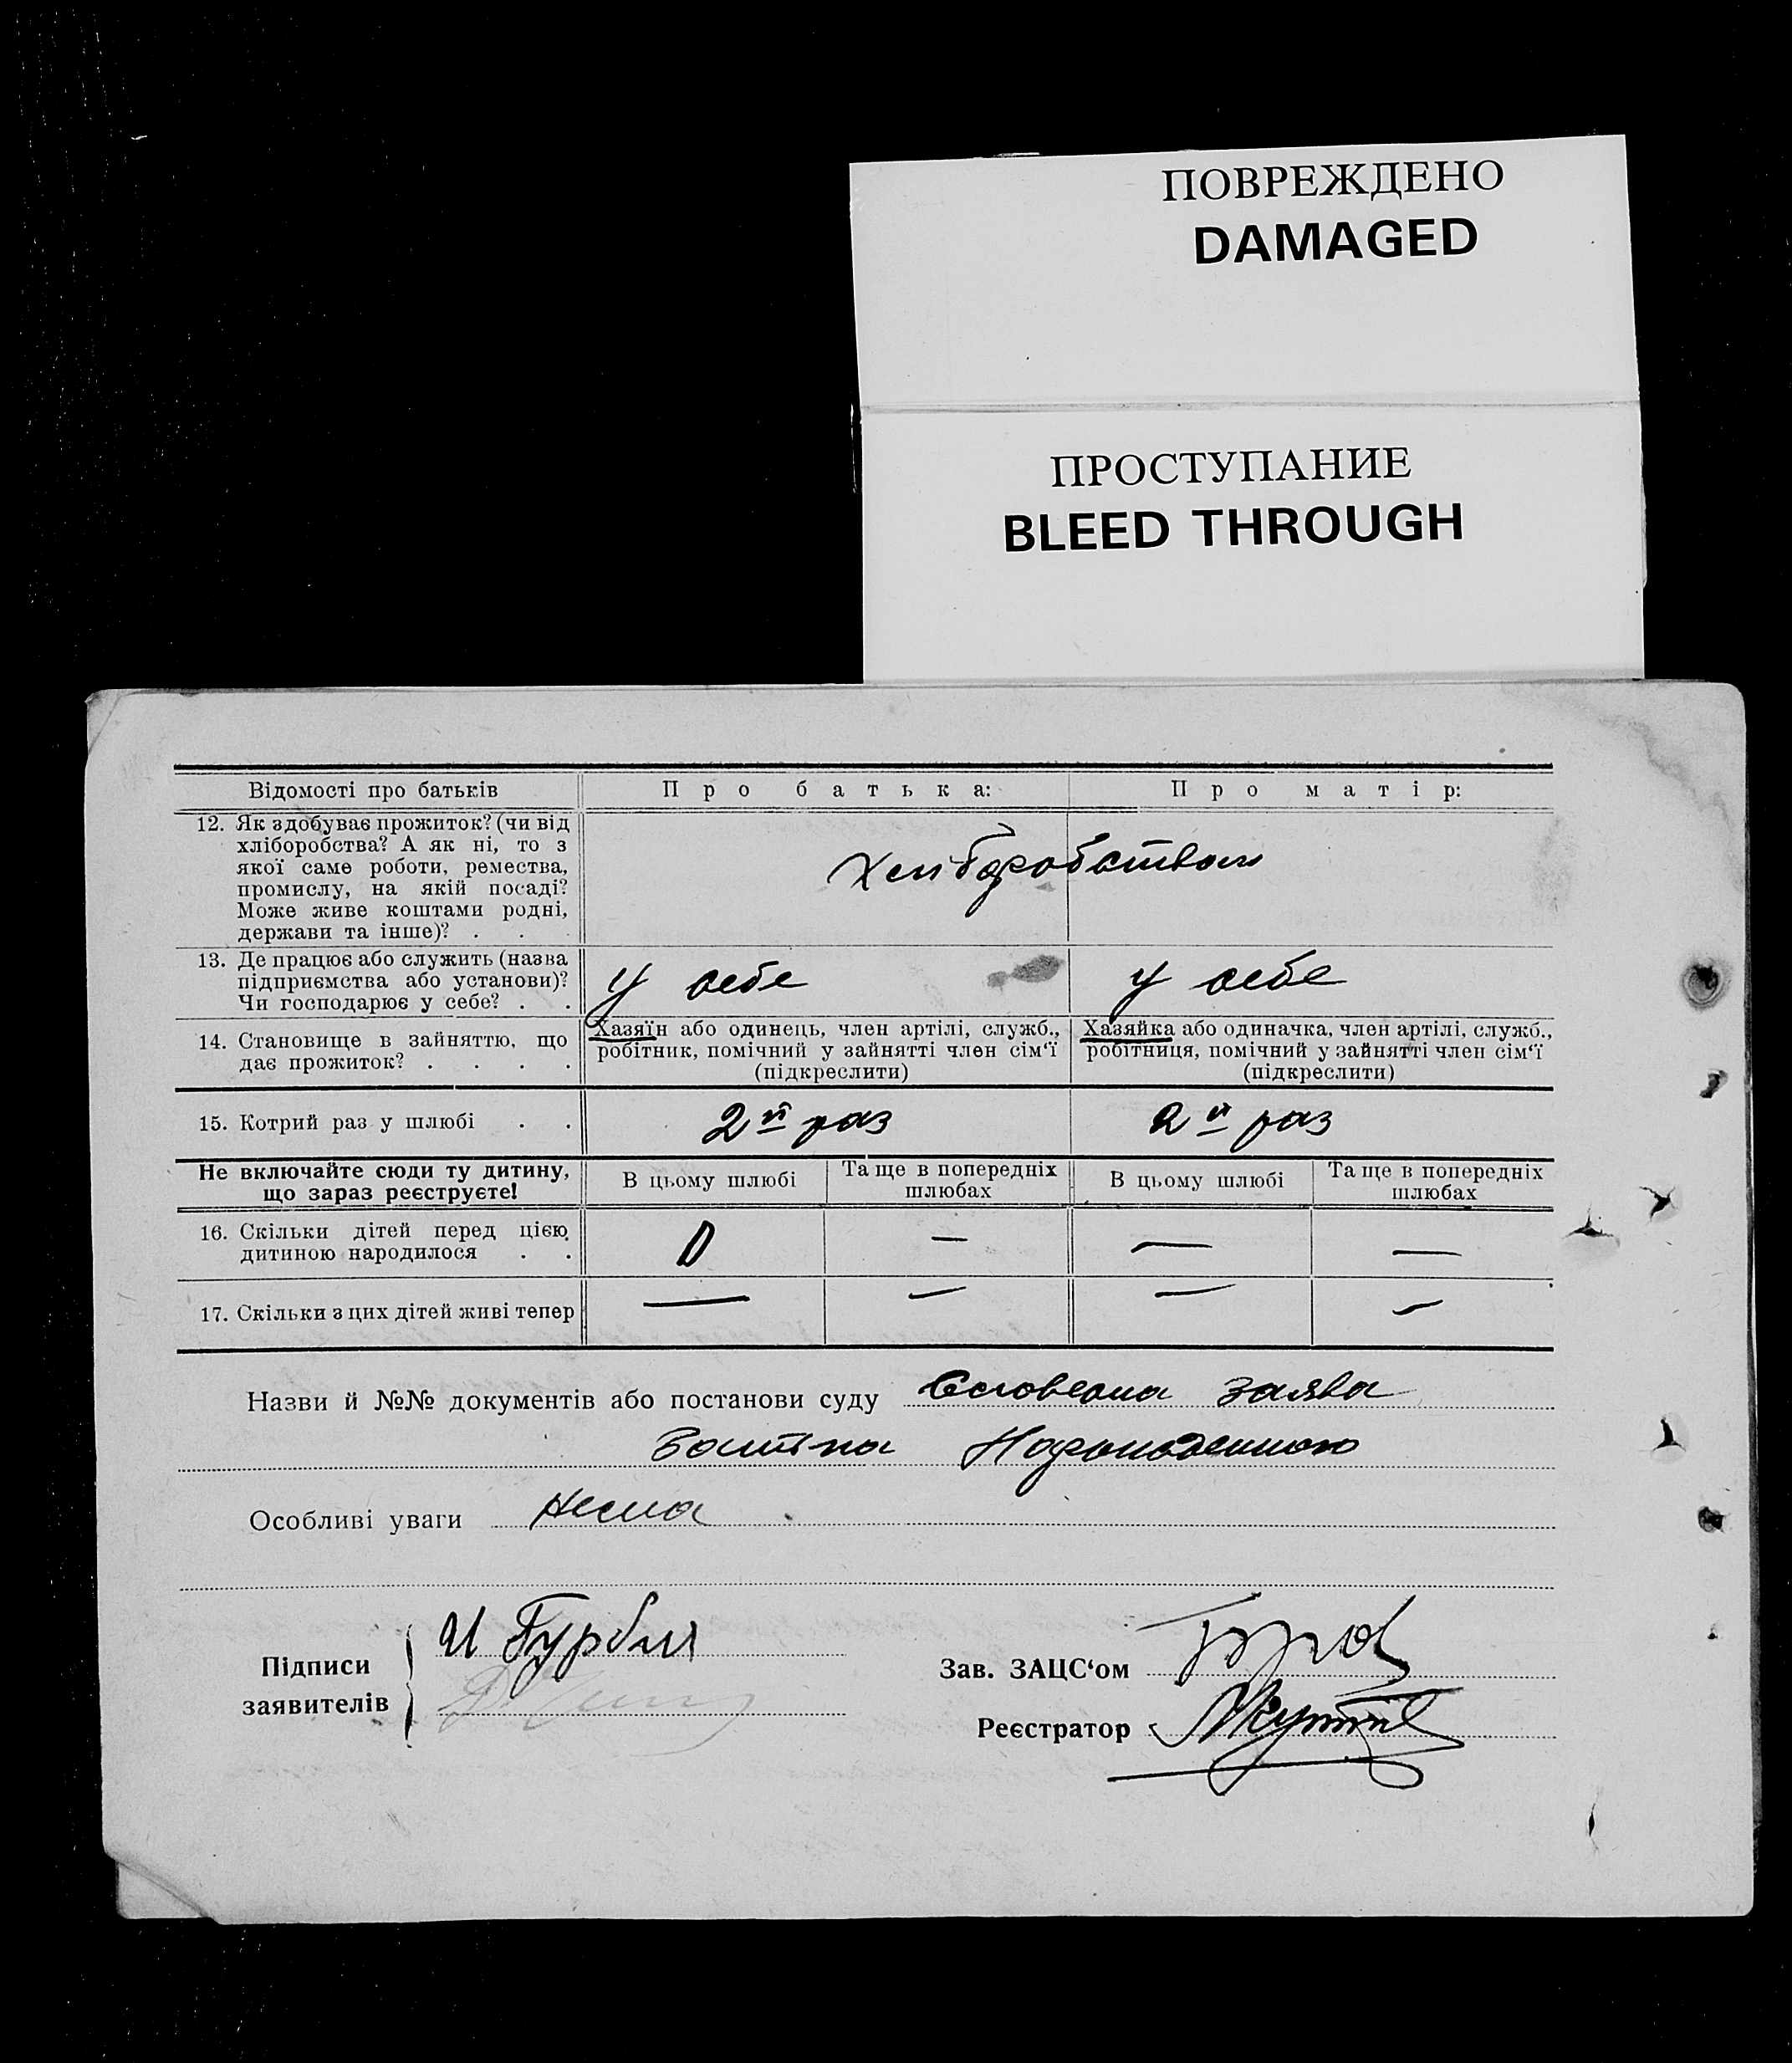 ПОВРЕЖДЕНО
DAMAGED
ПРОСТУПАНИЕ
BLEED THROUGH
Відомості про батьків
Про батька:
Про матір:
12. Як здобуває прожиток? (чи від
хліборобства? А як ні, то з
якої саме роботи, ремества,
промислу, на якій посаді?
Може живе коштами родні,
держави та інше)? . .
Хліборобством
13. Де працює або служить (назва
підприємства або установи)?
Чи господарює у себе? . .
У себе
У себе
14. Становище в зайняттю, що
дає прожиток? . . . .
Хазяїн або одинець, член артілі, служб.,
робітник, помічний у зайнятті член сім‘ї
(підкреслити)
Хазяйка або одиначка, член артілі, служб.,
робітниця, помічний у зайнятті член сім‘ї
(підкреслити)
15. Котрий раз у шлюбі . .
2й раз
2й раз
Не включайте сюди ту дитину,
що зараз реєструєте!
В цьому шлюбі
Та ще в попередніх
шлюбах
В цьому шлюбі
Та ще в попередніх
шлюбах
16. Скільки дітей перед цією
дитиною народилося . .
0 — — —
17. Скільки з цих дітей живі тепер
— — — —
Назви й №№ документів або постанови суду заява
Особливі уваги Нема
Підписи
заявителів
И Гурбля
Зав. ЗАЦС‘ом
Реєстратор